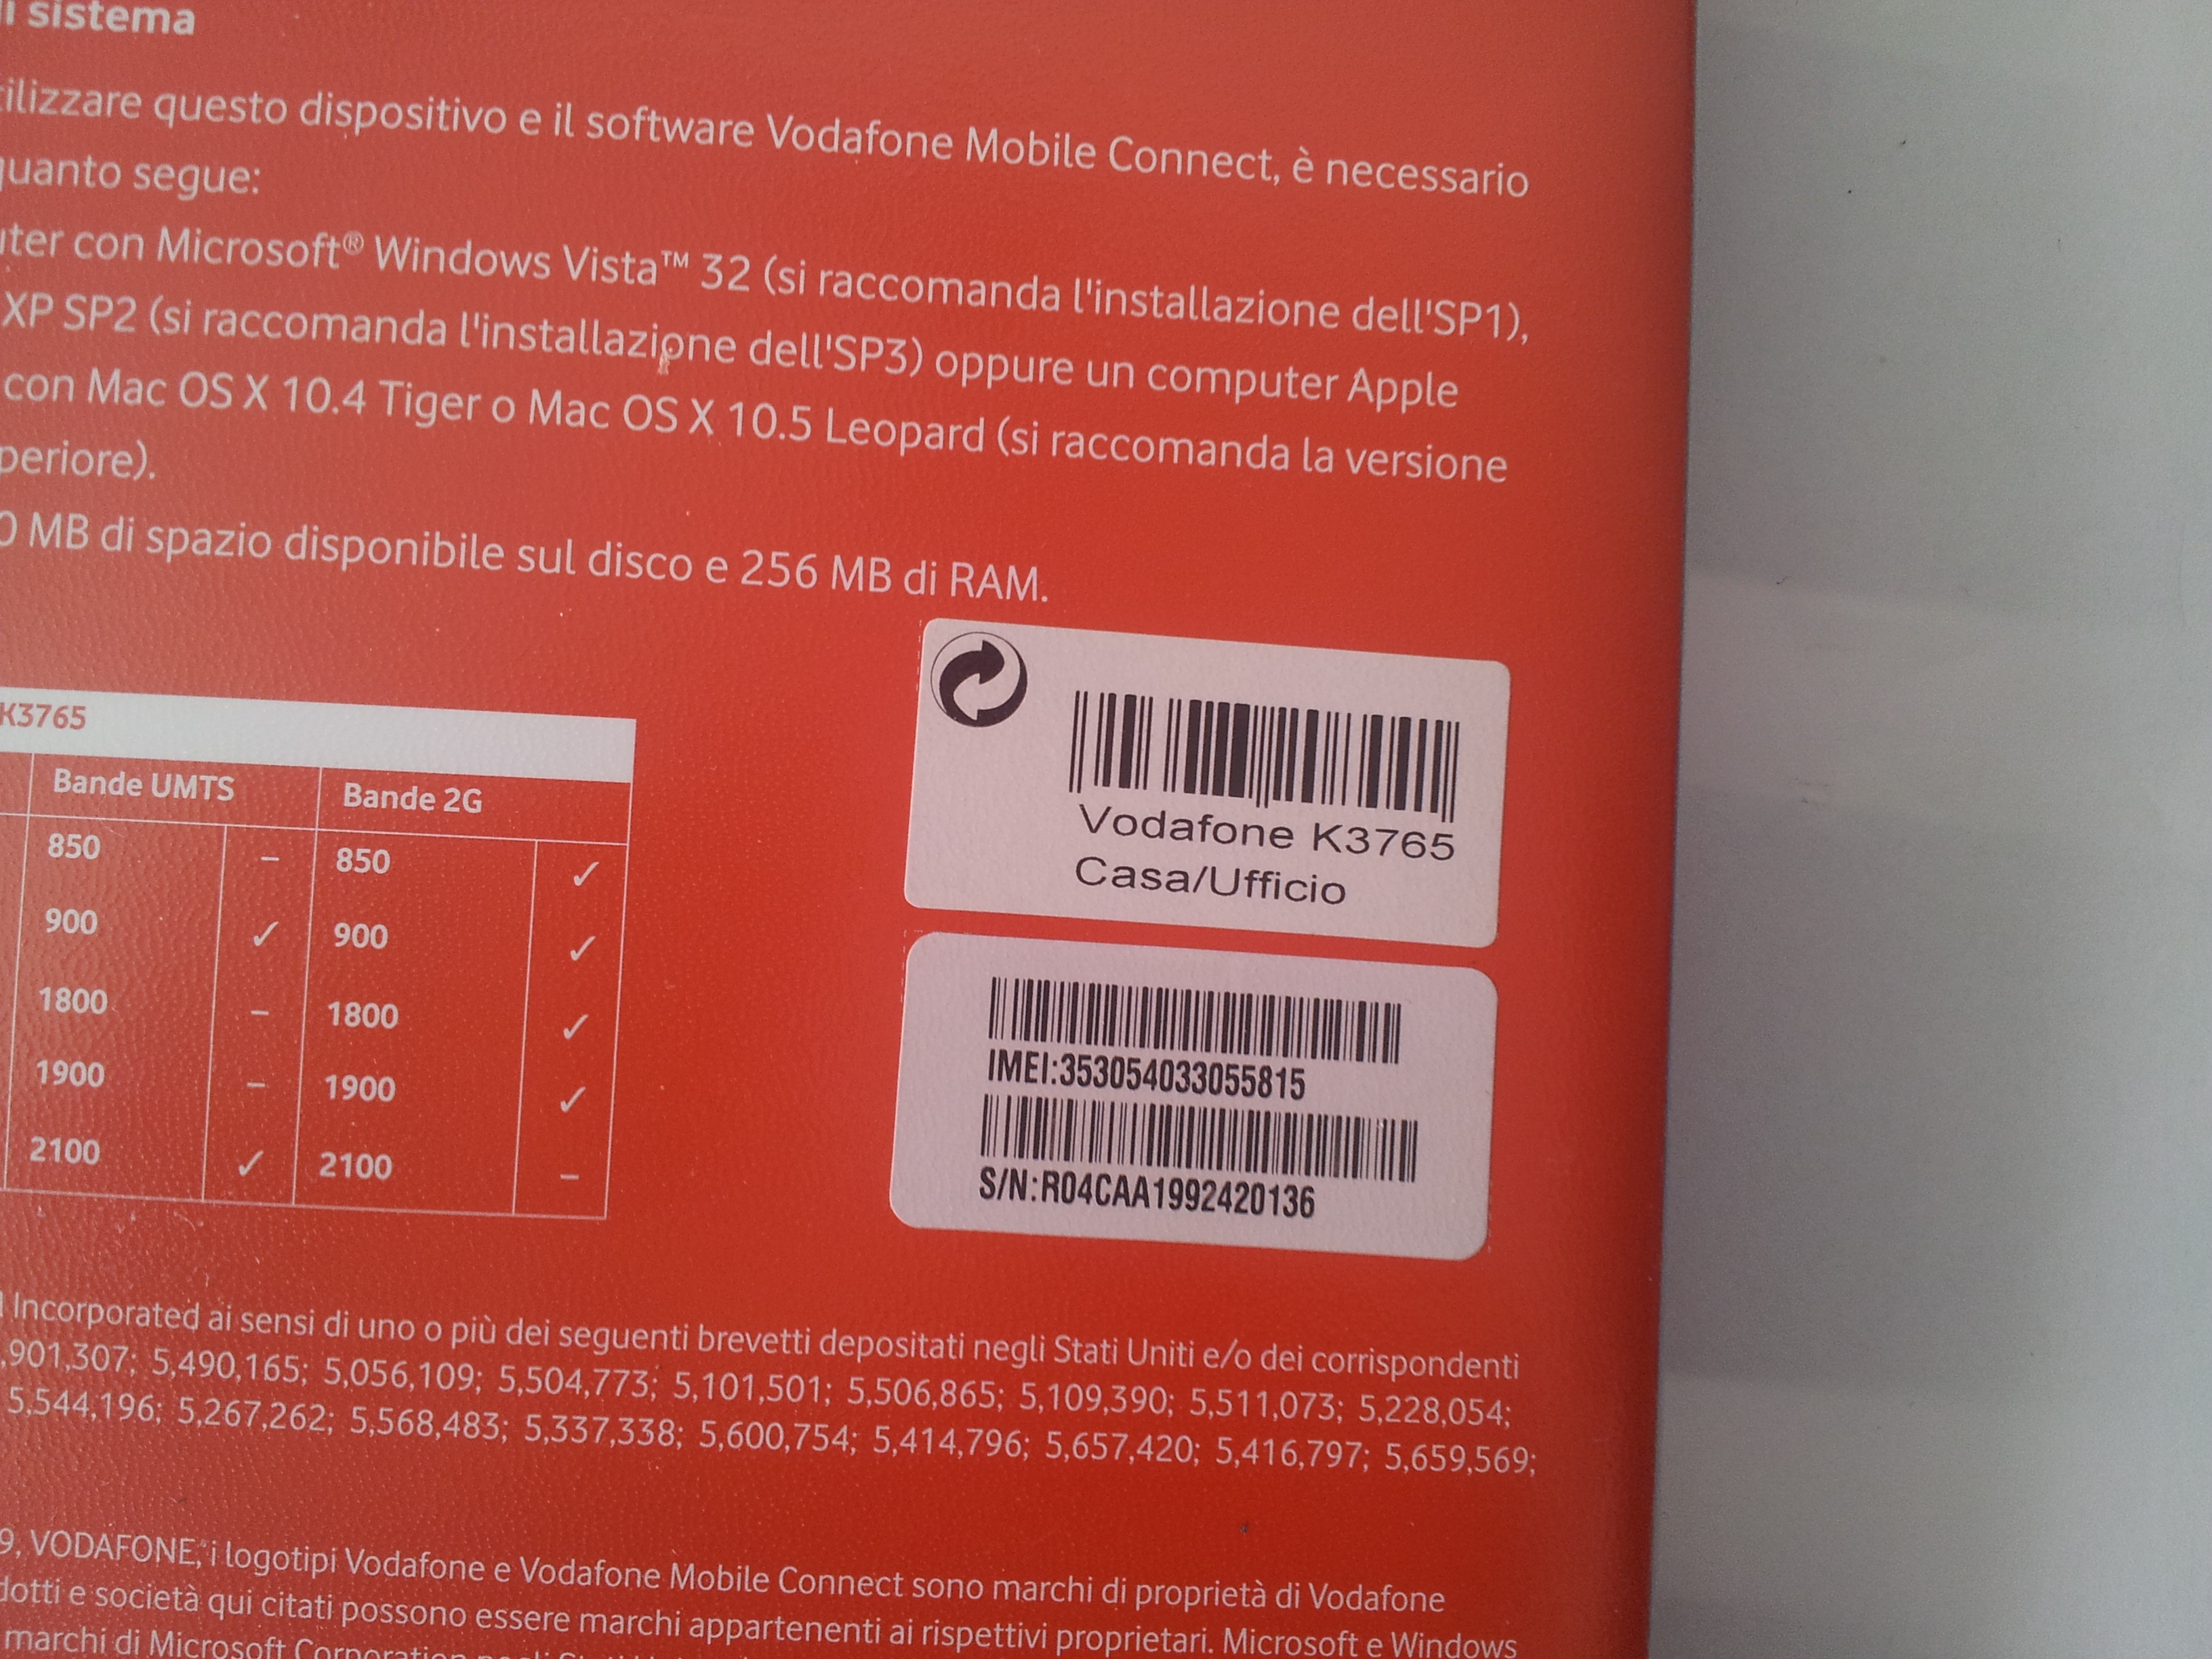 di sistema
utilizzare questo dispositivo e il software Vodafone Mobile Connect, è necessario
quanto segue:
con Microsoft® Windows Vista™ 32 (si raccomanda l'installazione dell'SP1),
XP SP2 (si raccomanda l'installazione dell'SP3) oppure un computer Apple
con Mac OS X 10.4 Tiger o Mac OS X 10.5 Leopard (si raccomanda la versione
periore).
0 MB di spazio disponibile sul disco e 256 MB di RAM.
K3765
Bande UMTS Bande 2G
850 – 850 ✓
900 ✓ 900 ✓
1800 – 1800 ✓
1900 – 1900 ✓
2100 ✓ 2100 –
Vodafone K3765
Casa/Ufficio
IMEI:353054033055815
S/N:R04CAA1992420136
Incorporated ai sensi di uno o più dei seguenti brevetti depositati negli Stati Uniti e/o dei corrispondenti
,901,307; 5,490,165; 5,056,109; 5,504,773; 5,101,501; 5,506,865; 5,109,390; 5,511,073; 5,228,054;
5,544,196; 5,267,262; 5,568,483; 5,337,338; 5,600,754; 5,414,796; 5,657,420; 5,416,797; 5,659,569;
9, VODAFONE, i logotipi Vodafone e Vodafone Mobile Connect sono marchi di proprietà di Vodafone
dotti e società qui citati possono essere marchi appartenenti ai rispettivi proprietari. Microsoft e Windows
marchi di Microsoft Corporation negli